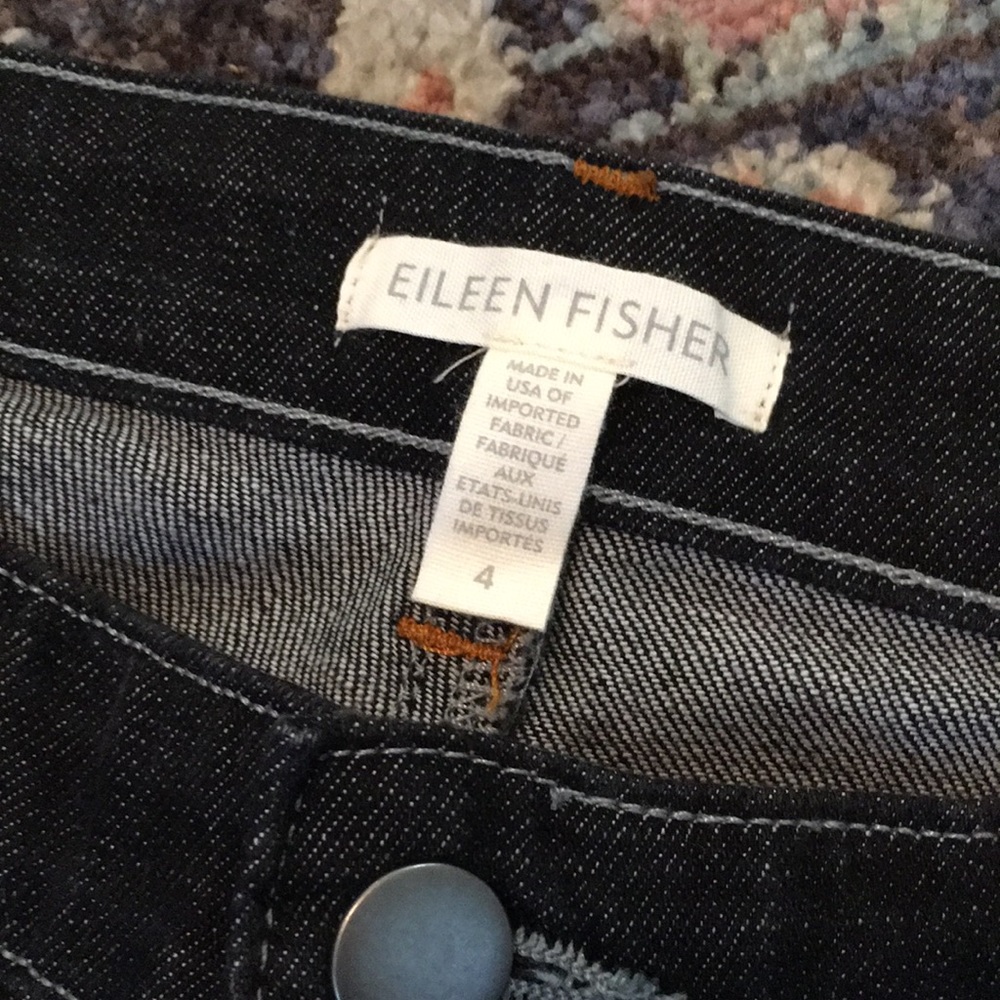 EILEEN FISHER
MADE IN
USA OF
IMPORTED
FABRIC /
FABRIQUÉ
AUX
ETATS-UNIS
DE TISSUS
IMPORTÉS
4